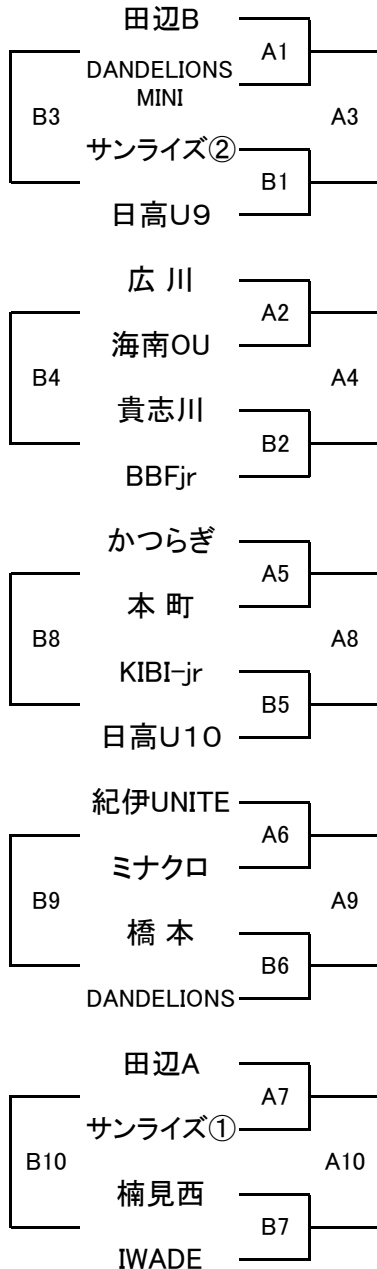 田辺B
A1
DANDELIONS
MINI
B3
A3
サンライズ②
B1
日高U9
広 川
A2
海南OU
B4
A4
貴志川
B2
BBFjr
かつらぎ
A5
本 町
B8
A8
KIBI-jr
B5
日高U10
紀伊UNITE
A6
ミナクロ
B9
A9
橋 本
B6
DANDELIONS
田辺A
A7
サンライズ①
B10
A10
楠見西
B7
IWADE